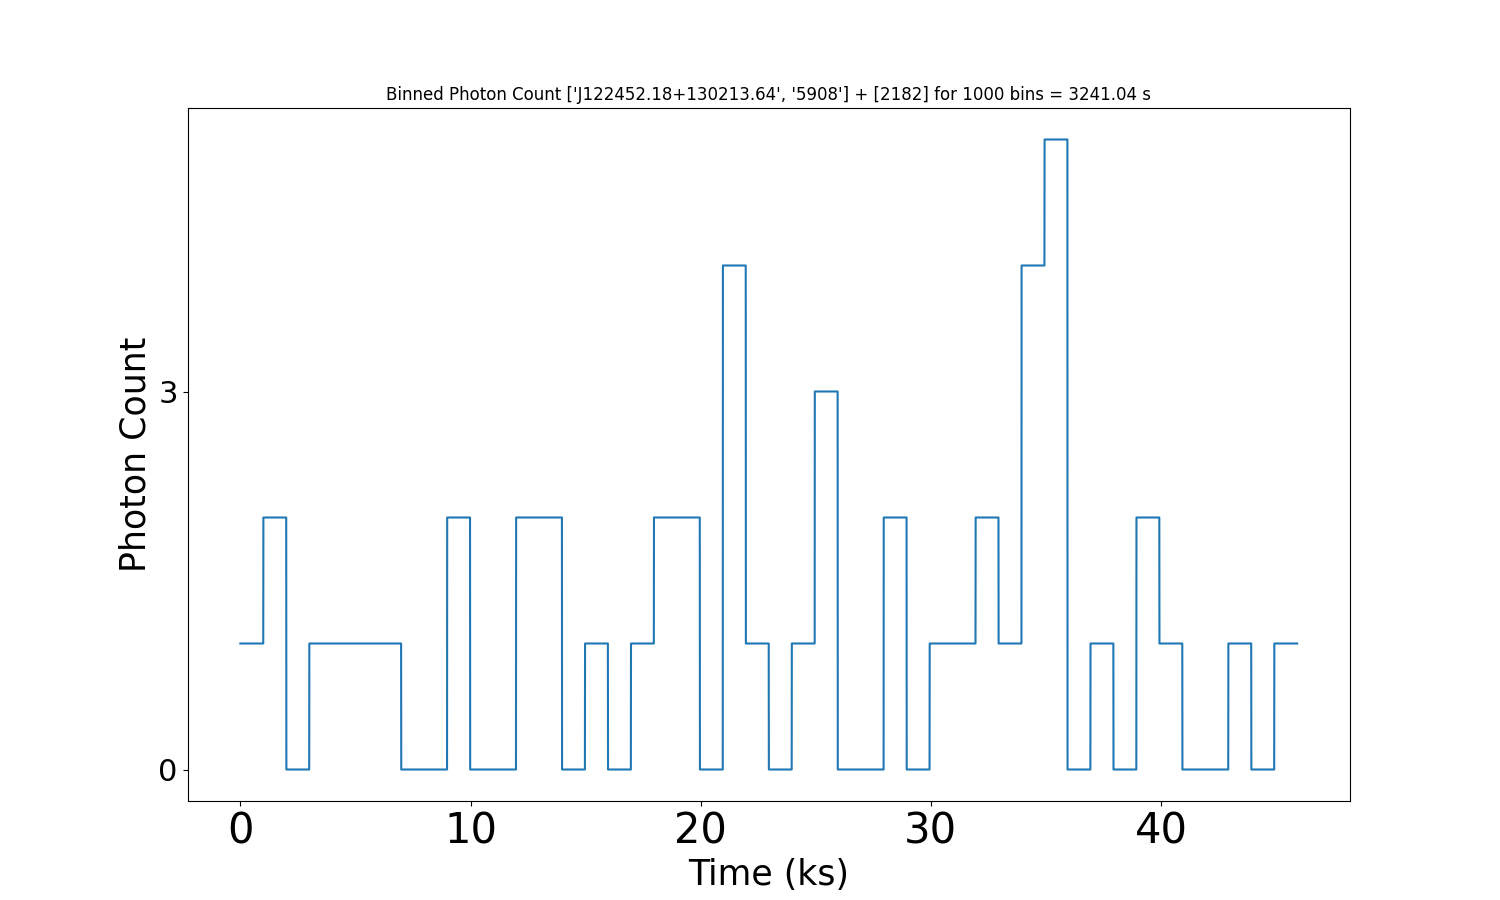 Binned Photon Count ['J122452.18+130213.64', '5908'] + [2182] for 1000 bins = 3241.04 s
Photon Count
3
0
0 10 20 30 40
Time (ks)